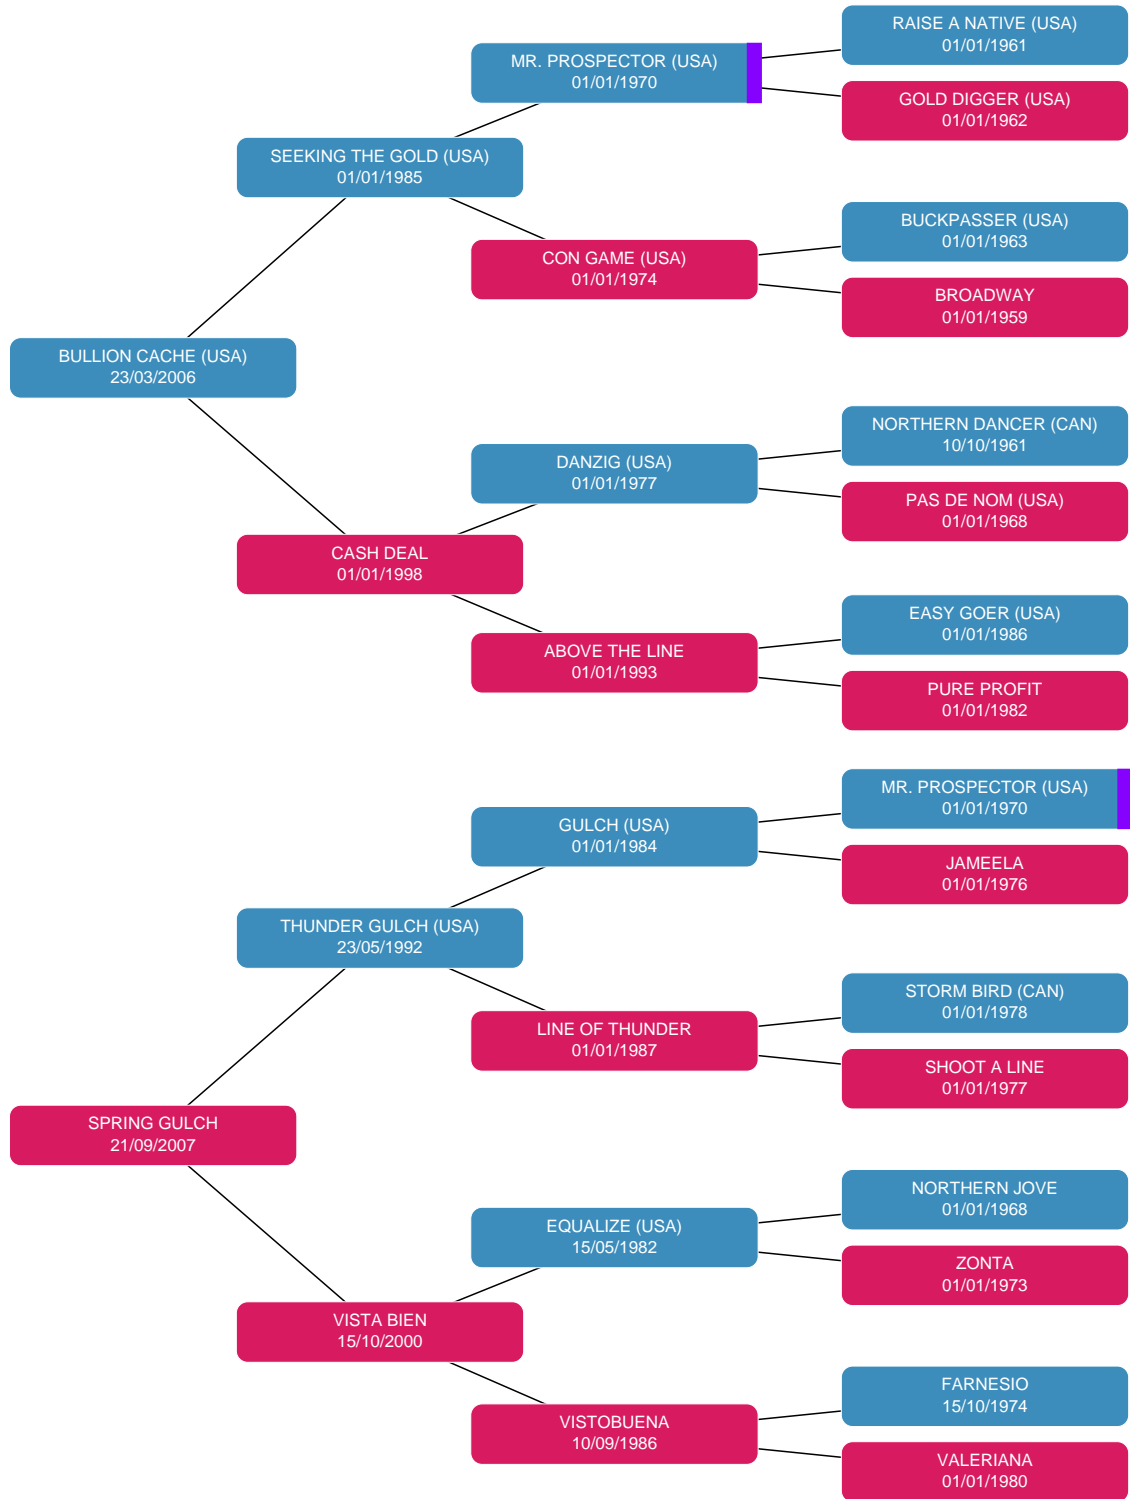 RAISE A NATIVE (USA)
01/01/1961
MR. PROSPECTOR (USA)
01/01/1970
GOLD DIGGER (USA)
01/01/1962
SEEKING THE GOLD (USA)
01/01/1985
BUCKPASSER (USA)
01/01/1963
CON GAME (USA)
01/01/1974
BROADWAY
01/01/1959
BULLION CACHE (USA)
23/03/2006
NORTHERN DANCER (CAN)
10/10/1961
DANZIG (USA)
01/01/1977
PAS DE NOM (USA)
01/01/1968
CASH DEAL
01/01/1998
EASY GOER (USA)
01/01/1986
ABOVE THE LINE
01/01/1993
PURE PROFIT
01/01/1982
MR. PROSPECTOR (USA)
01/01/1970
GULCH (USA)
01/01/1984
JAMEELA
01/01/1976
THUNDER GULCH (USA)
23/05/1992
STORM BIRD (CAN)
01/01/1978
LINE OF THUNDER
01/01/1987
SHOOT A LINE
01/01/1977
SPRING GULCH
21/09/2007
NORTHERN JOVE
01/01/1968
EQUALIZE (USA)
15/05/1982
ZONTA
01/01/1973
VISTA BIEN
15/10/2000
FARNESIO
15/10/1974
VISTOBUENA
10/09/1986
VALERIANA
01/01/1980